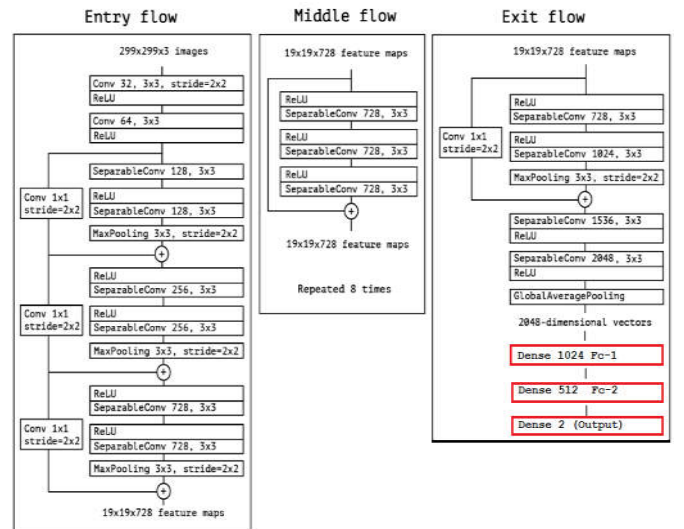 Entry flow
299x299x3 images
Conv 32, 3x3, stride=2x2
ReLU
Conv 64, 3x3
ReLU
SeparableConv 128, 3x3
Conv 1x1
stride=2x2
ReLU
SeparableConv 128, 3x3
MaxPooling 3x3, stride=2x2
+
ReLU
SeparableConv 256, 3x3
Conv 1x1
stride=2x2
ReLU
SeparableConv 256, 3x3
MaxPooling 3x3, stride=2x2
+
ReLU
SeparableConv 728, 3x3
Conv 1x1
stride=2x2
ReLU
SeparableConv 728, 3x3
MaxPooling 3x3, stride=2x2
+
19x19x728 feature maps
Middle flow
19x19x728 feature maps
ReLU
SeparableConv 728, 3x3
ReLU
SeparableConv 728, 3x3
ReLU
SeparableConv 728, 3x3
+
19x19x728 feature maps
Repeated 8 times
Exit flow
19x19x728 feature maps
ReLU
SeparableConv 728, 3x3
Conv 1x1
stride=2x2
ReLU
SeparableConv 1024, 3x3
MaxPooling 3x3, stride=2x2
+
SeparableConv 1536, 3x3
ReLU
SeparableConv 2048, 3x3
ReLU
GlobalAveragePooling
2048-dimensional vectors
Dense 1024 Fc-1
Dense 512 Fc-2
Dense 2 (Output)